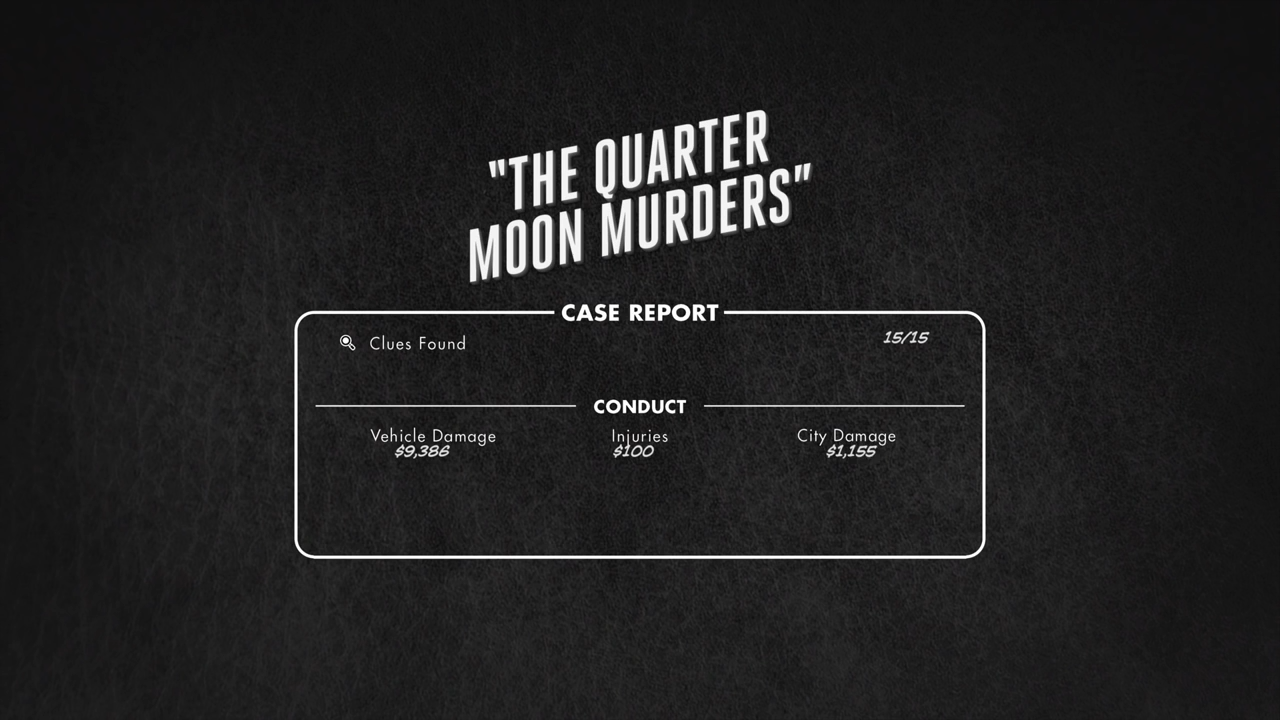 "THE QUARTER
MOON MURDERS"
CASE REPORT
Clues Found 15/15
CONDUCT
Vehicle Damage Injuries City Damage
$9,386 $100 $1,155